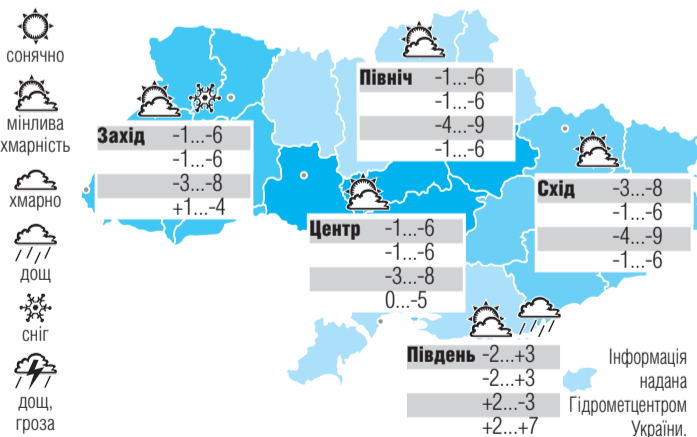 сонячно
мінлива
хмарність
хмарно
дощ
сніг
дощ,
гроза
Північ -1...-6
-1...-6
-4...-9
-1...-6
Захід -1...-6
-1...-6
-3...-8
+1...-4
Схід -3...-8
-1...-6
-4...-9
-1...-6
Центр -1...-6
-1...-6
-3...-8
0...-5
Південь -2...+3
-2...+3
+2...-3
+2...+7
Інформація
надана
Гідрометцентром
України.